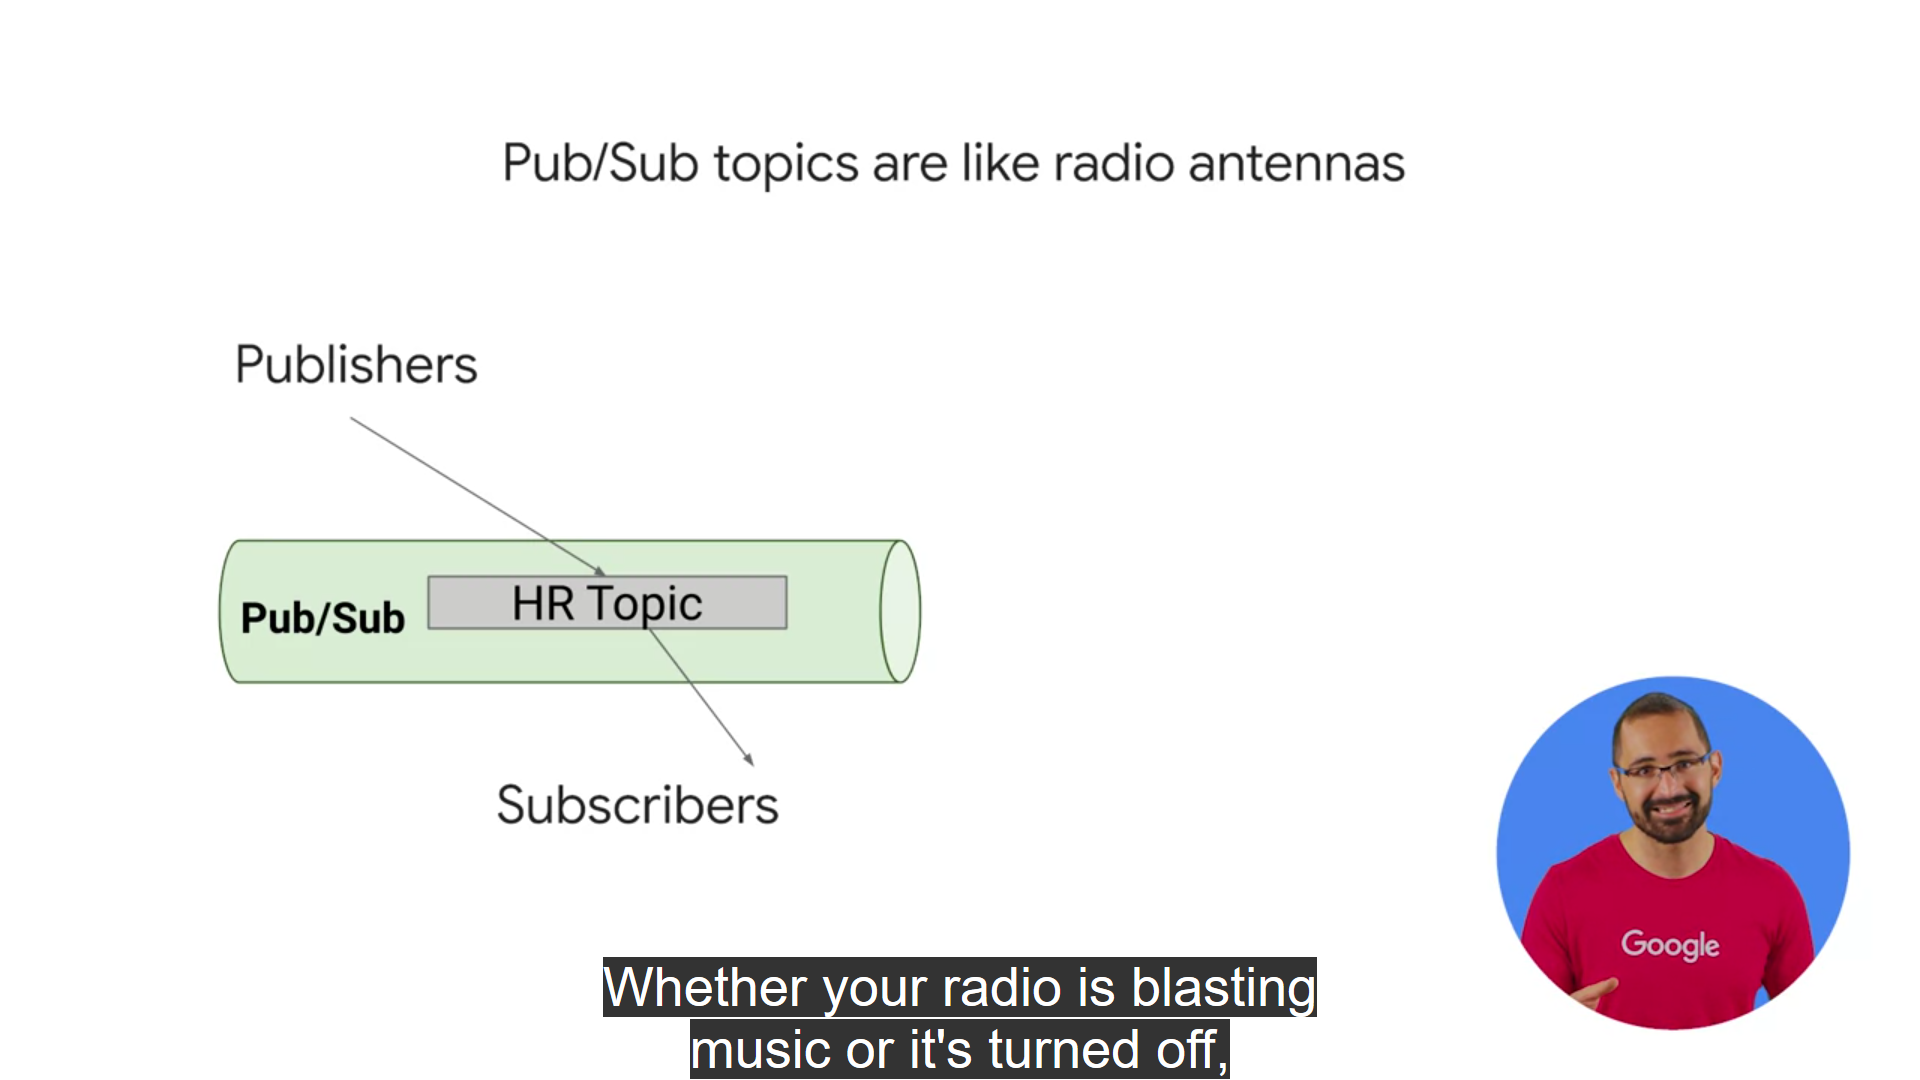 Pub/Sub topics are like radio antennas
Publishers
Pub/Sub
HR Topic
Subscribers
Google
Whether your radio is blasting
music or it's turned off,